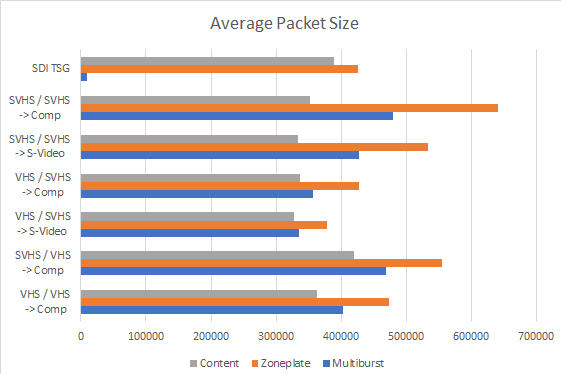 Average Packet Size
SDI TSG
SVHS / SVHS
-> Comp
SVHS / SVHS
-> S-Video
VHS / SVHS
-> Comp
VHS / SVHS
-> S-Video
SVHS / VHS
-> Comp
VHS / VHS
-> Comp
0 100000 200000 300000 400000 500000 600000 700000
Content Zoneplate Multiburst